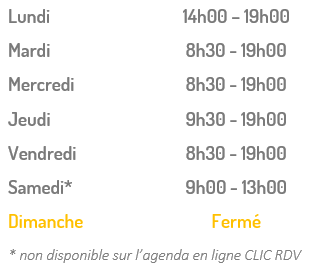 Lundi 14h00 – 19h00
Mardi 8h30 - 19h00
Mercredi 8h30 - 19h00
Jeudi 9h30 - 19h00
Vendredi 8h30 - 19h00
Samedi* 9h00 - 13h00
Dimanche Fermé
* non disponible sur l'agenda en ligne CLIC RDV